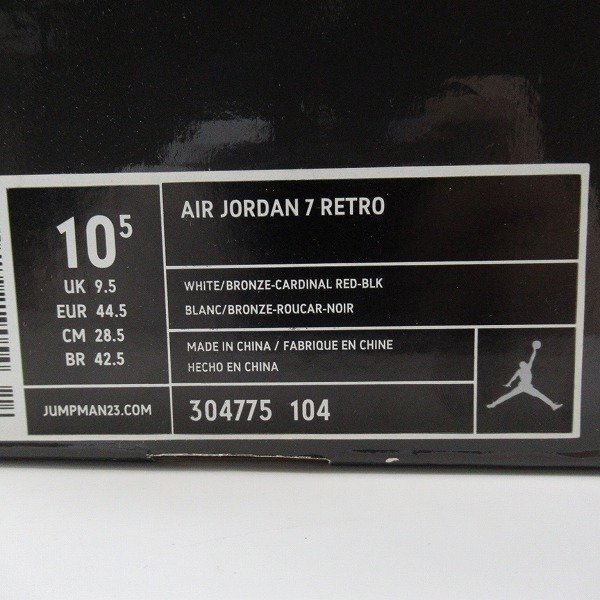 10⁵
UK 9.5
EUR 44.5
CM 28.5
BR 42.5
JUMPMAN23.COM
AIR JORDAN 7 RETRO
WHITE/BRONZE-CARDINAL RED-BLK
BLANC/BRONZE-ROUCAR-NOIR
MADE IN CHINA / FABRIQUE EN CHINE
HECHO EN CHINA
304775 104